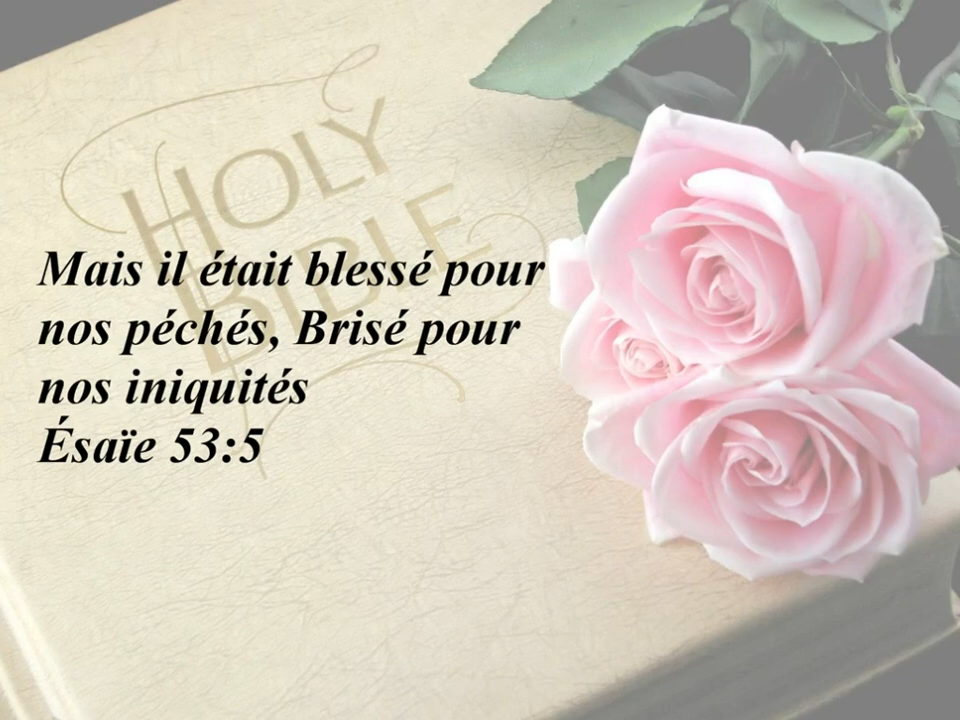 HOLY
BIBLE
Mais il était blessé pour
nos péchés, Brisé pour
nos iniquités
Ésaïe 53:5